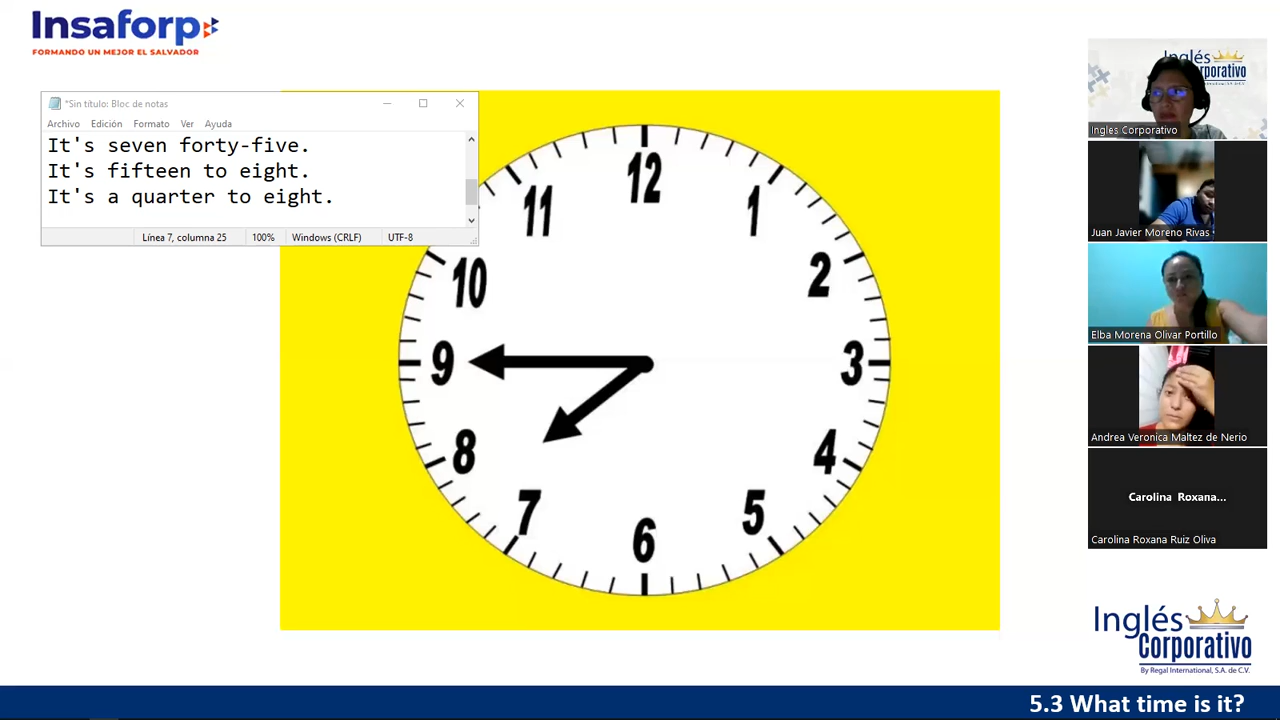 Insaforp
FORMANDO UN MEJOR EL SALVADOR
*Sin título: Bloc de notas
Archivo Edición Formato Ver Ayuda
It's seven forty-five.
It's fifteen to eight.
It's a quarter to eight.
Línea 7, columna 25 100% Windows (CRLF) UTF-8
12
11 1
10 2
9 3
8 4
7 5
6
Inglés
Corporativo
Ingles Corporativo
Juan Javier Moreno Rivas
Elba Morena Olivar Portillo
Andrea Veronica Maltez de Nerio
Carolina Roxana...
Carolina Roxana Ruiz Oliva
Inglés
Corporativo
By Regal International, S.A. de C.V.
5.3 What time is it?